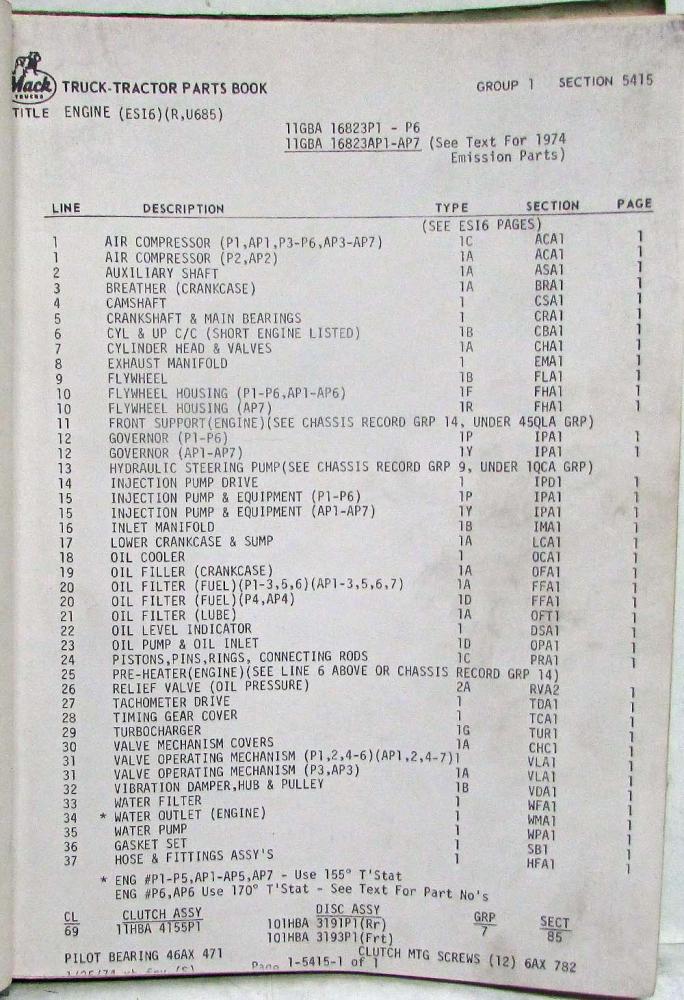 Mack
TRUCKS
TRUCK-TRACTOR PARTS BOOK GROUP 1 SECTION 5415
TITLE ENGINE (ESI6)(R,U685)
11GBA 16823P1 - P6
11GBA 16823AP1-AP7 (See Text For 1974
Emission Parts)
LINE DESCRIPTION TYPE SECTION PAGE
(SEE ESI6 PAGES)
1 AIR COMPRESSOR (P1,AP1,P3-P6,AP3-AP7) 1C ACA1 1
1 AIR COMPRESSOR (P2,AP2) 1A ACA1 1
2 AUXILIARY SHAFT 1A ASA1 1
3 BREATHER (CRANKCASE) 1A BRA1 1
4 CAMSHAFT 1 CSA1 1
5 CRANKSHAFT & MAIN BEARINGS 1 CRA1 1
6 CYL & UP C/C (SHORT ENGINE LISTED) 1B CBA1 1
7 CYLINDER HEAD & VALVES 1A CHA1 1
8 EXHAUST MANIFOLD 1 EMA1 1
9 FLYWHEEL 1B FLA1 1
10 FLYWHEEL HOUSING (P1-P6,AP1-AP6) 1F FHA1 1
10 FLYWHEEL HOUSING (AP7) 1R FHA1 1
11 FRONT SUPPORT(ENGINE)(SEE CHASSIS RECORD GRP 14, UNDER 45QLA GRP)
12 GOVERNOR (P1-P6) 1P IPA1 1
12 GOVERNOR (AP1-AP7) 1Y IPA1 1
13 HYDRAULIC STEERING PUMP(SEE CHASSIS RECORD GRP 9, UNDER 1QCA GRP)
14 INJECTION PUMP DRIVE 1 IPD1 1
15 INJECTION PUMP & EQUIPMENT (P1-P6) 1P IPA1 1
15 INJECTION PUMP & EQUIPMENT (AP1-AP7) 1Y IPA1 1
16 INLET MANIFOLD 1B IMA1 1
17 LOWER CRANKCASE & SUMP 1A LCA1 1
18 OIL COOLER 1 OCA1 1
19 OIL FILLER (CRANKCASE) 1A OFA1 1
20 OIL FILTER (FUEL)(P1-3,5,6)(AP1-3,5,6,7) 1A FFA1 1
20 OIL FILTER (FUEL)(P4,AP4) 1D FFA1 1
21 OIL FILTER (LUBE) 1A OFT1 1
22 OIL LEVEL INDICATOR 1 DSA1 1
23 OIL PUMP & OIL INLET 1D OPA1 1
24 PISTONS,PINS,RINGS, CONNECTING RODS 1C PRA1 1
25 PRE-HEATER(ENGINE)(SEE LINE 6 ABOVE OR CHASSIS RECORD GRP 14)
26 RELIEF VALVE (OIL PRESSURE) 2A RVA2 1
27 TACHOMETER DRIVE 1 TDA1 1
28 TIMING GEAR COVER 1 TCA1 1
29 TURBOCHARGER 1G TUR1 1
30 VALVE MECHANISM COVERS 1A CHC1 1
31 VALVE OPERATING MECHANISM (P1,2,4-6)(AP1,2,4-7)1 VLA1 1
31 VALVE OPERATING MECHANISM (P3,AP3) 1A VLA1 1
32 VIBRATION DAMPER,HUB & PULLEY 1B VDA1 1
33 WATER FILTER 1 WFA1 1
34 * WATER OUTLET (ENGINE) 1 WMA1 1
35 WATER PUMP 1 WPA1 1
36 GASKET SET 1 SB1 1
37 HOSE & FITTINGS ASSY'S 1 HFA1 1
* ENG #P1-P5,AP1-AP5,AP7 - Use 155° T'Stat
ENG #P6,AP6 Use 170° T'Stat - See Text For Part No's
CL CLUTCH ASSY DISC ASSY GRP SECT
69 11HBA 4155P1 101HBA 3191P1(Rr) 7 85
101HBA 3193P1(Frt)
PILOT BEARING 46AX 471 CLUTCH MTG SCREWS (12) 6AX 782
Page 1-5415-1 of 1